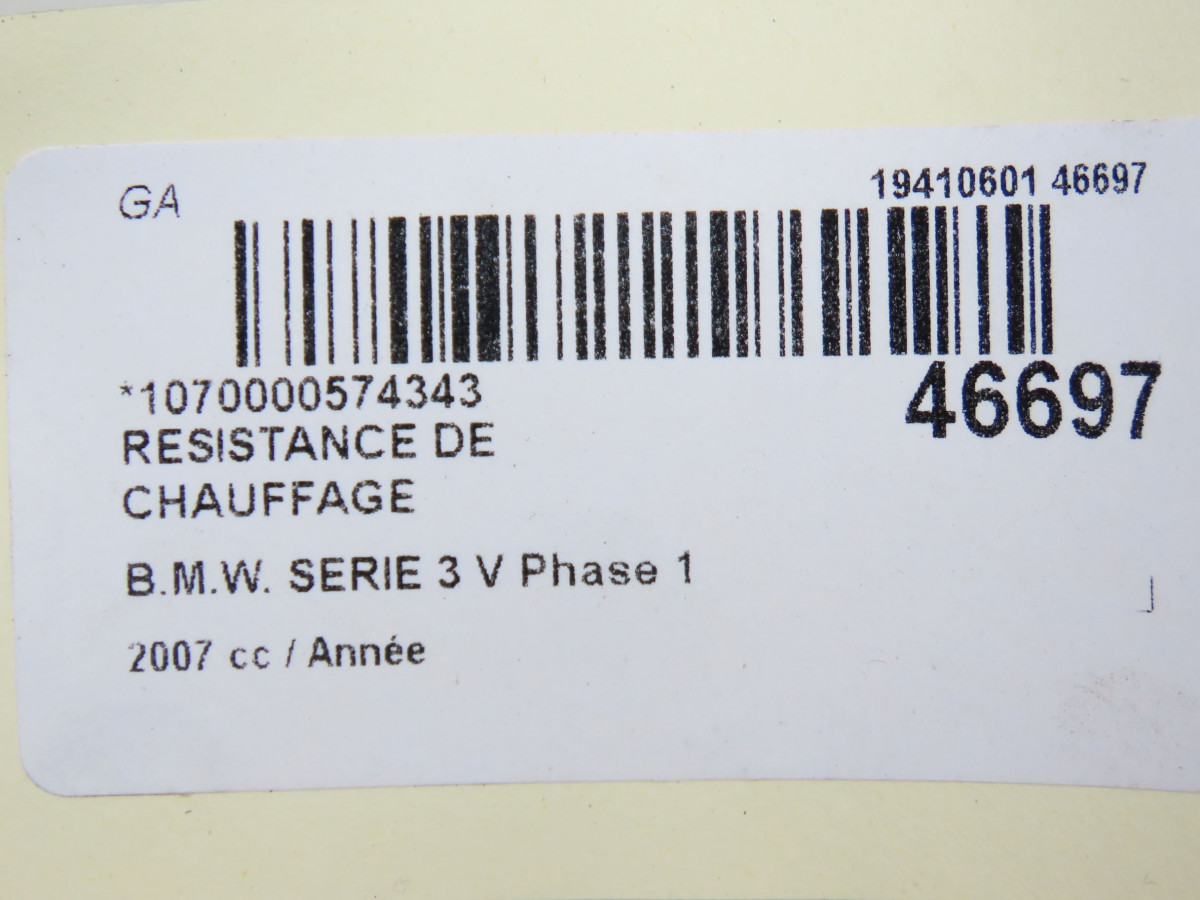 GA
19410601 46697
*1070000574343
46697
RESISTANCE DE
CHAUFFAGE
B.M.W. SERIE 3 V Phase 1
2007 cc / Année